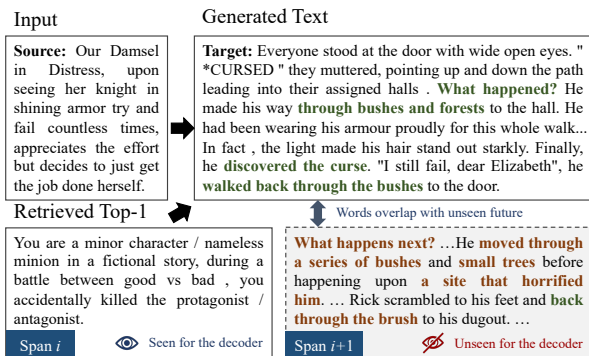 Input
Source: Our Damsel
in Distress, upon
seeing her knight in
shining armor try and
fail countless times,
appreciates the effort
but decides to just get
the job done herself.
Generated Text
Target: Everyone stood at the door with wide open eyes. "
*CURSED " they muttered, pointing up and down the path
leading into their assigned halls . What happened? He
made his way through bushes and forests to the hall. He
had been wearing his armour proudly for this whole walk...
In fact , the light made his hair stand out starkly. Finally,
he discovered the curse. "I still fail, dear Elizabeth", he
walked back through the bushes to the door.
Retrieved Top-1
You are a minor character / nameless
minion in a fictional story, during a
battle between good vs bad , you
accidentally killed the protagonist /
antagonist.
Span i
Seen for the decoder
Words overlap with unseen future
What happens next? …He moved through
a series of bushes and small trees before
happening upon a site that horrified
him. … Rick scrambled to his feet and back
through the brush to his dugout. …
Span i+1
Unseen for the decoder